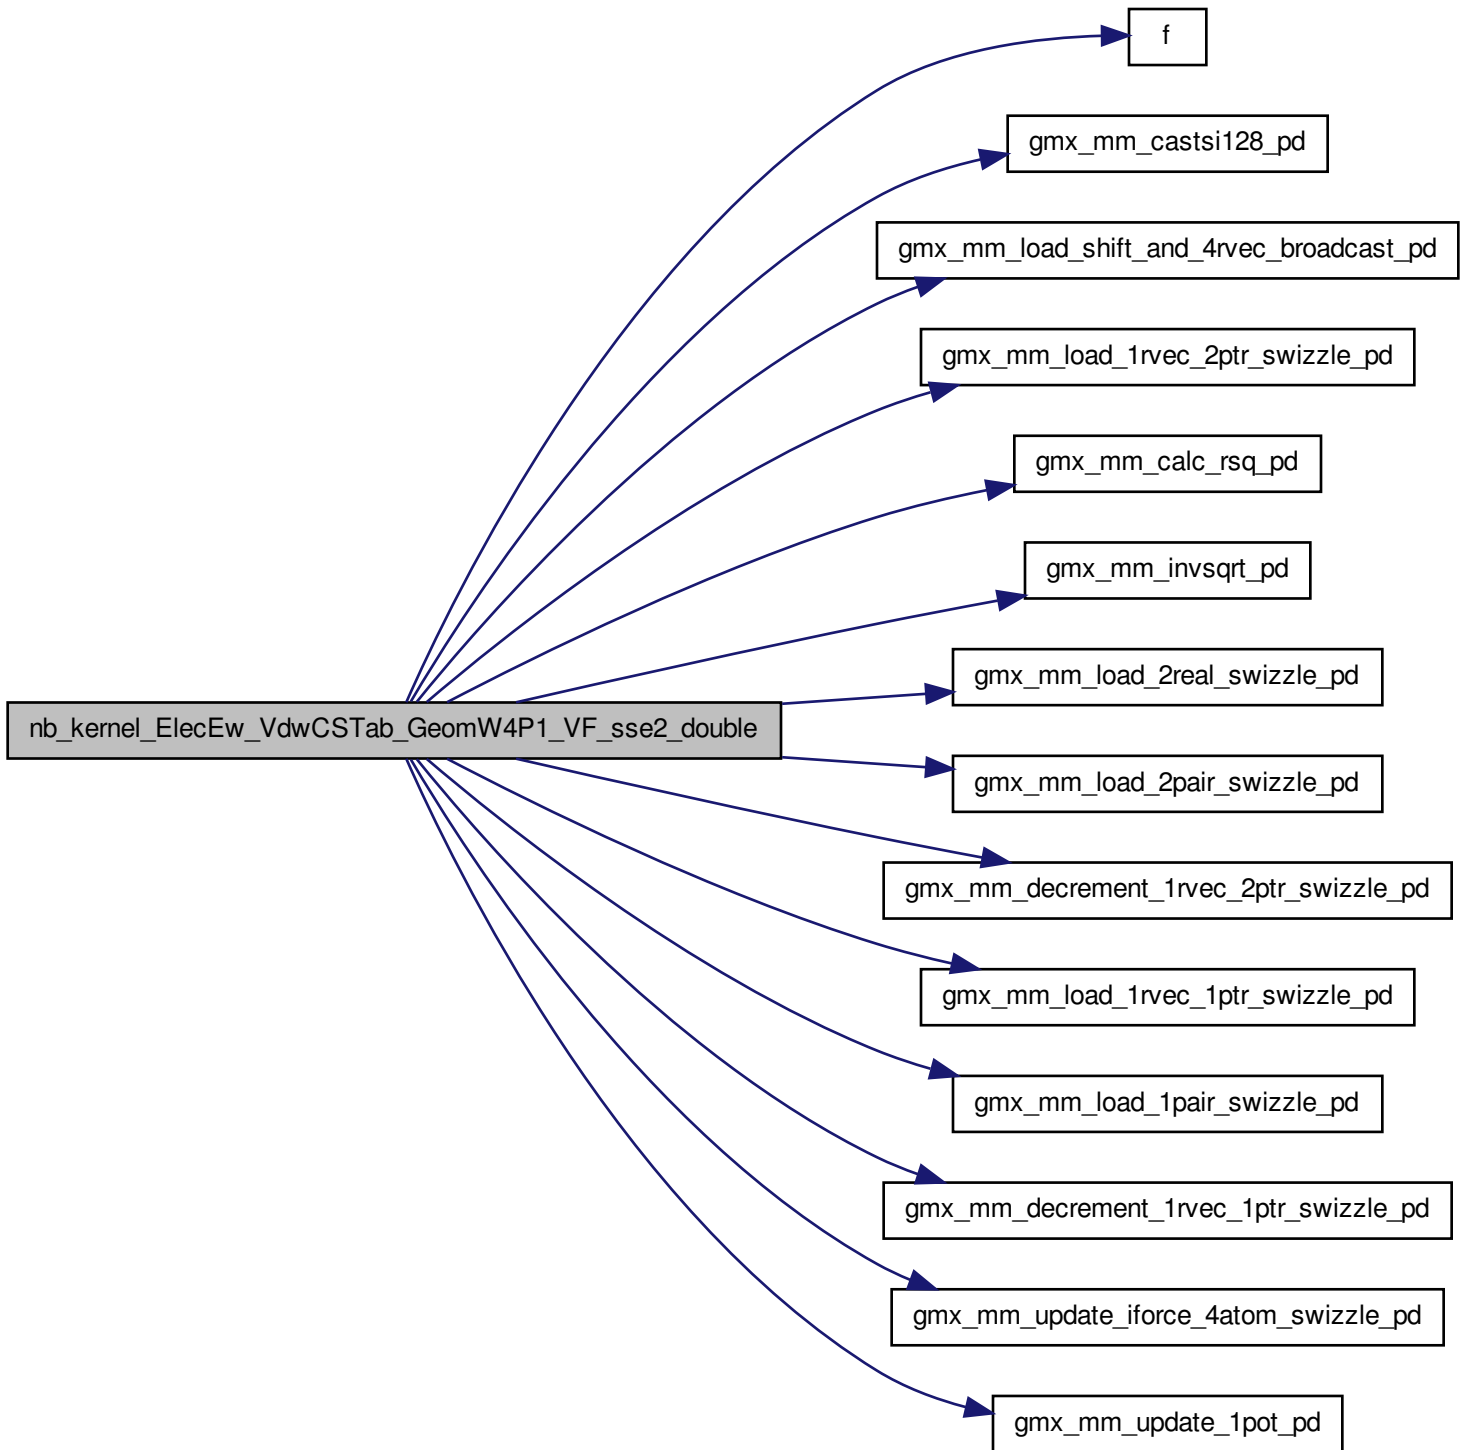 f
gmx_mm_castsi128_pd
gmx_mm_load_shift_and_4rvec_broadcast_pd
gmx_mm_load_1rvec_2ptr_swizzle_pd
gmx_mm_calc_rsq_pd
gmx_mm_invsqrt_pd
gmx_mm_load_2real_swizzle_pd
nb_kernel_ElecEw_VdwCSTab_GeomW4P1_VF_sse2_double
gmx_mm_load_2pair_swizzle_pd
gmx_mm_decrement_1rvec_2ptr_swizzle_pd
gmx_mm_load_1rvec_1ptr_swizzle_pd
gmx_mm_load_1pair_swizzle_pd
gmx_mm_decrement_1rvec_1ptr_swizzle_pd
gmx_mm_update_iforce_4atom_swizzle_pd
gmx_mm_update_1pot_pd